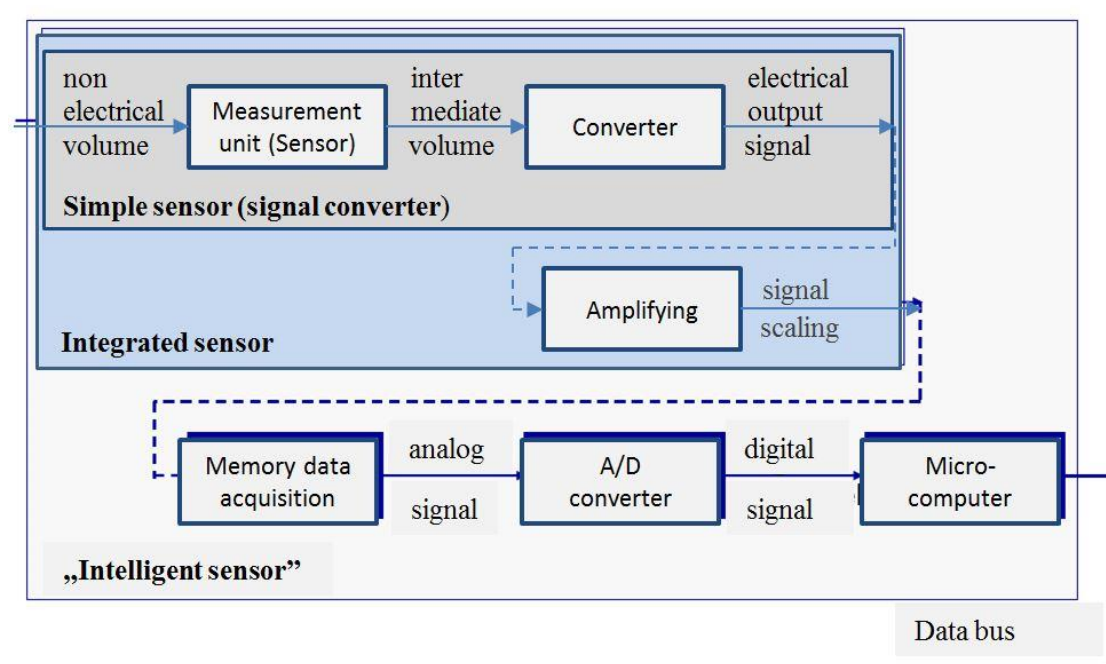 non
electrical
volume
Measurement
unit (Sensor)
inter
mediate
volume
Converter
electrical
output
signal
Simple sensor (signal converter)
Amplifying
signal
scaling
Integrated sensor
Memory data
acquisition
analog
signal
A/D
converter
digital
signal
Micro-
computer
„Intelligent sensor”
Data bus